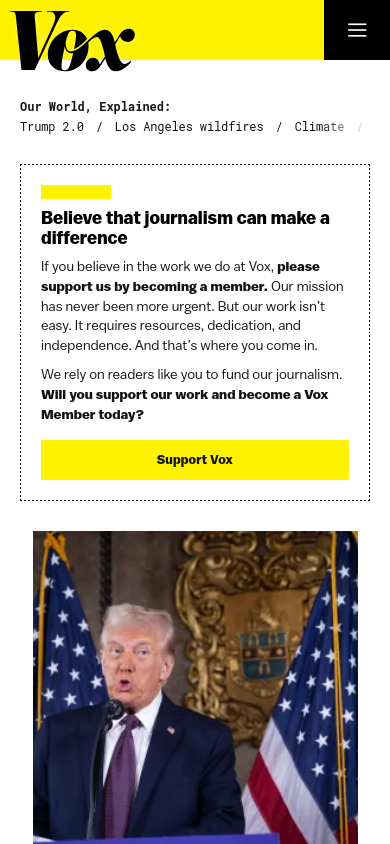 Vox
Our World, Explained:
Trump 2.0 / Los Angeles wildfires / Climate /
Believe that journalism can make a
difference
If you believe in the work we do at Vox, please
support us by becoming a member. Our mission
has never been more urgent. But our work isn’t
easy. It requires resources, dedication, and
independence. And that’s where you come in.
We rely on readers like you to fund our journalism.
Will you support our work and become a Vox
Member today?
Support Vox